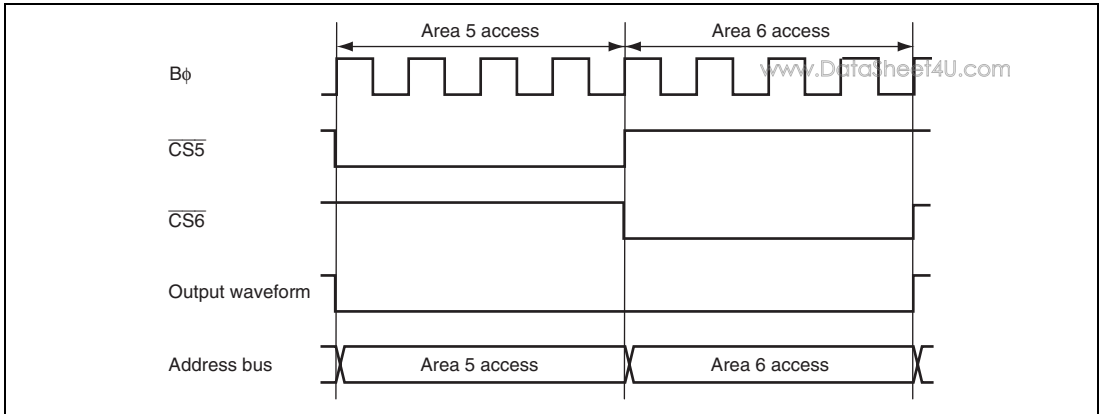 Area 5 access Area 6 access
Bϕ
www.DataSheet4U.com
CS5
CS6
Output waveform
Address bus Area 5 access Area 6 access